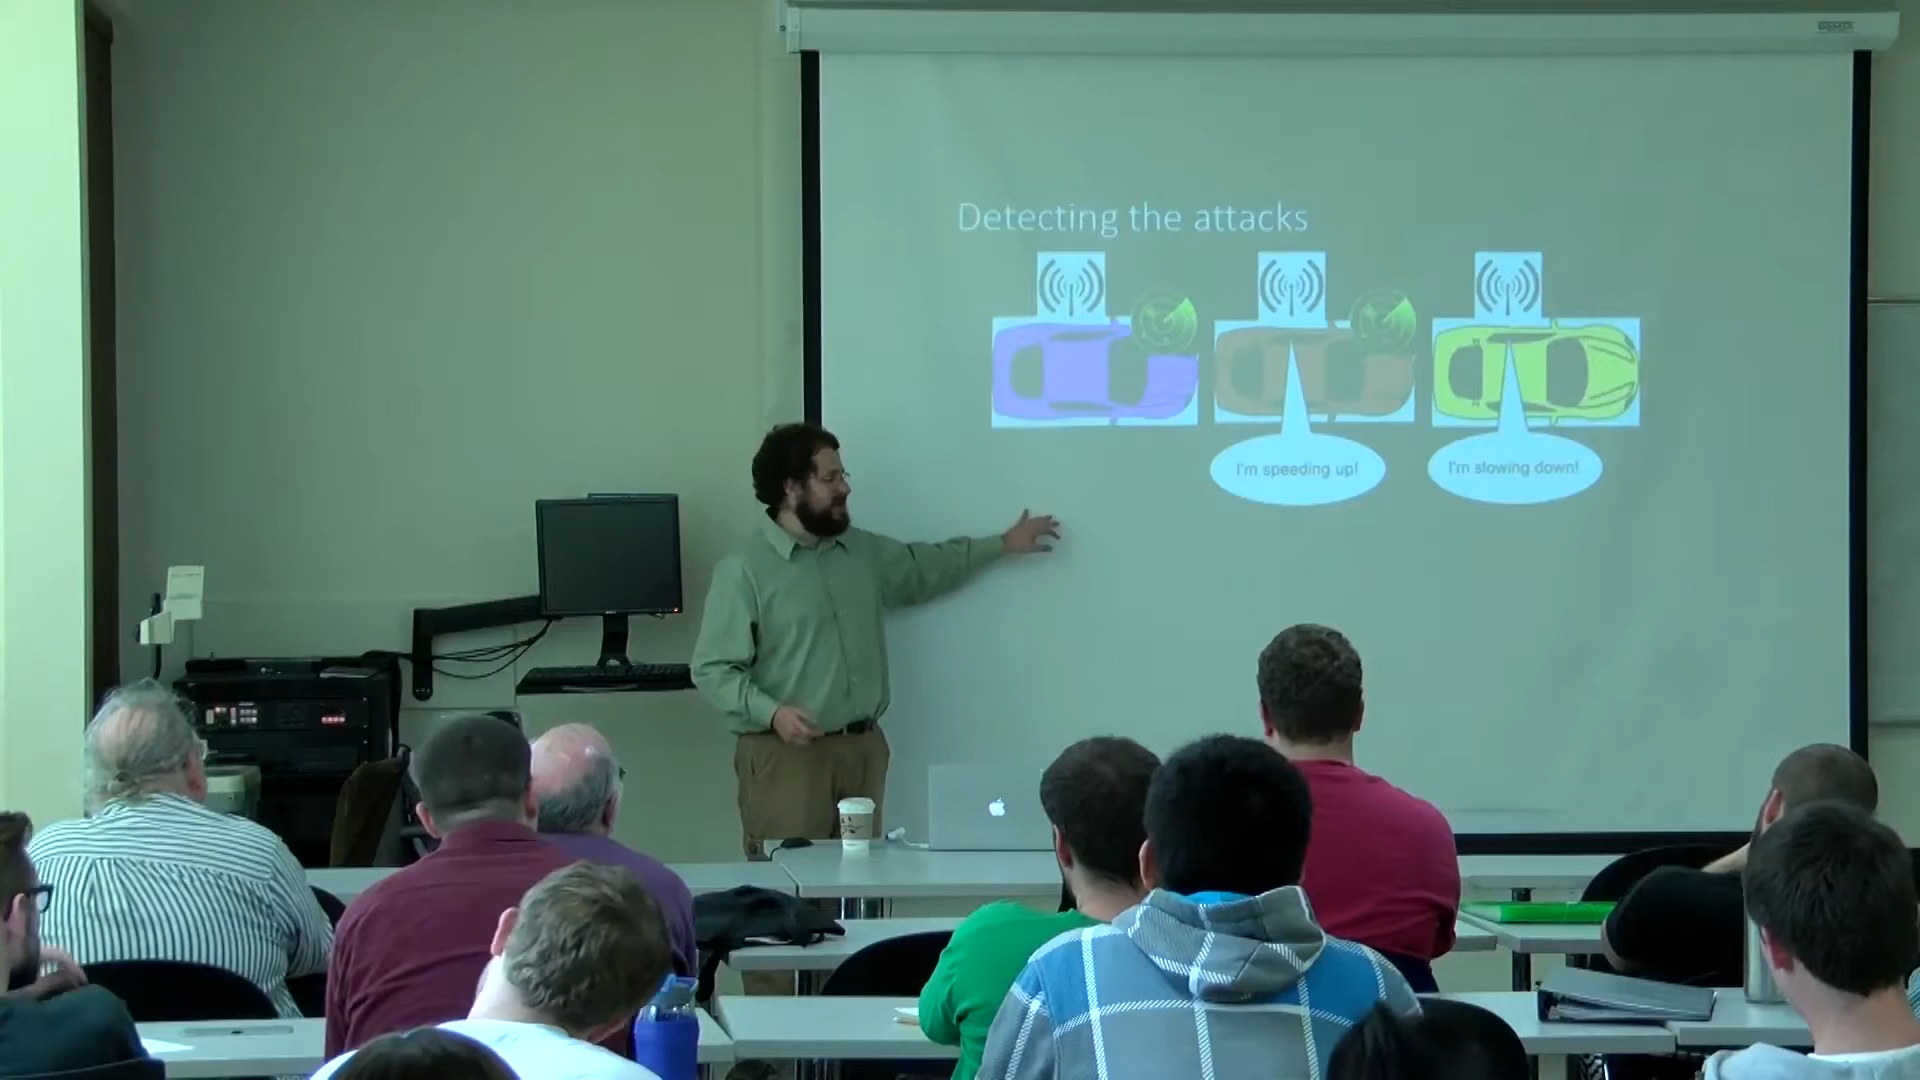 Detecting the attacks
I'm speeding up!
I'm slowing down!